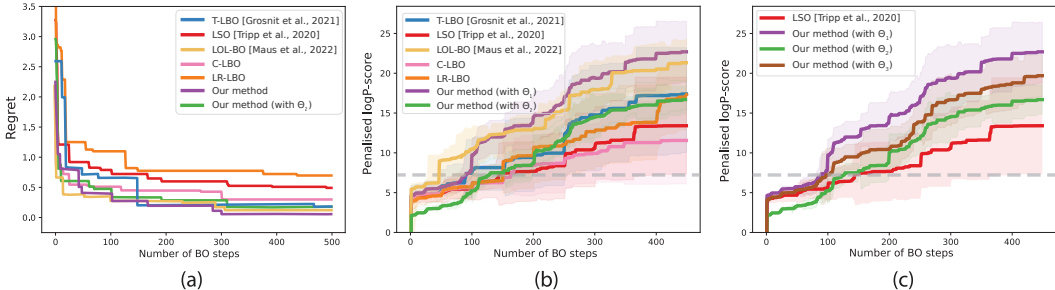 3.5
3.0
2.5
2.0
1.5
1.0
0.5
0.0
Regret
0
100
200
300
400
500
Number of BO steps
T-LBO [Grosnit et al., 2021]
LSO [Tripp et al., 2020]
LOL-BO [Maus et al., 2022]
C-LBO
LR-LBO
Our method
Our method (with Θ₂)
(a)
25
20
15
10
5
0
Penalised logP-score
0
100
200
300
400
Number of BO steps
T-LBO [Grosnit et al., 2021]
LSO [Tripp et al., 2020]
LOL-BO [Maus et al., 2022]
C-LBO
LR-LBO
Our method (with Θ₁)
Our method (with Θ₂)
(b)
25
20
15
10
5
0
Penalised logP-score
0
100
200
300
400
Number of BO steps
LSO [Tripp et al., 2020]
Our method (with Θ₁)
Our method (with Θ₂)
Our method (with Θ₃)
(c)